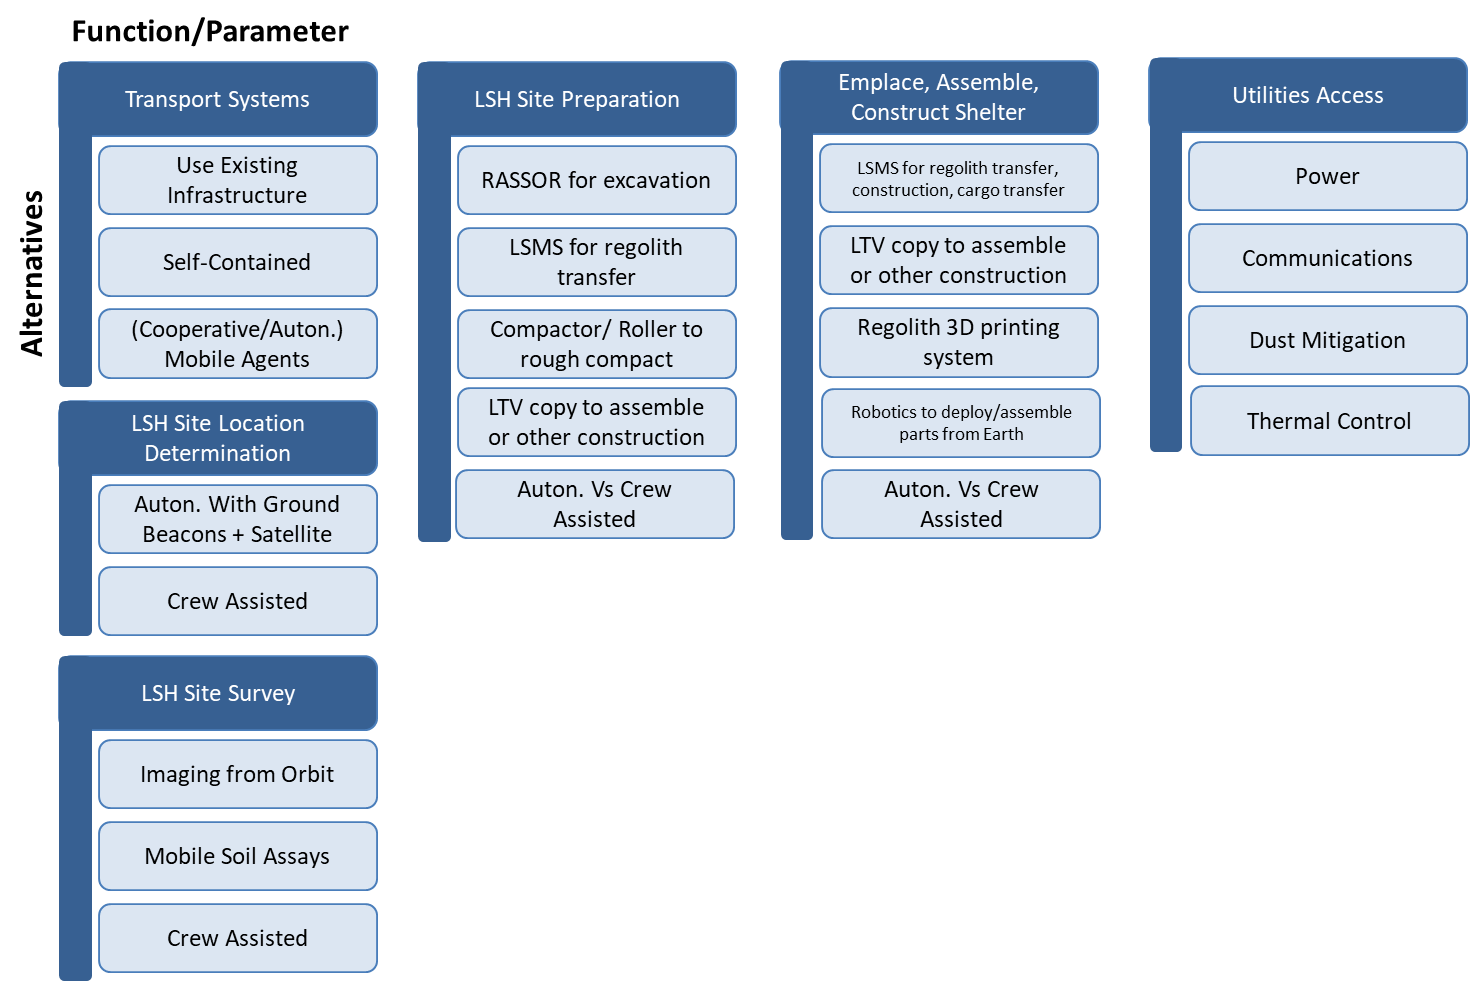 Function/Parameter
Alternatives
Transport Systems
Use Existing
Infrastructure
Self-Contained
(Cooperative/Auton.)
Mobile Agents
LSH Site Location
Determination
Auton. With Ground
Beacons + Satellite
Crew Assisted
LSH Site Survey
Imaging from Orbit
Mobile Soil Assays
Crew Assisted
LSH Site Preparation
RASSOR for excavation
LSMS for regolith
transfer
Compactor/ Roller to
rough compact
LTV copy to assemble
or other construction
Auton. Vs Crew
Assisted
Emplace, Assemble,
Construct Shelter
LSMS for regolith transfer,
construction, cargo transfer
LTV copy to assemble
or other construction
Regolith 3D printing
system
Robotics to deploy/assemble
parts from Earth
Auton. Vs Crew
Assisted
Utilities Access
Power
Communications
Dust Mitigation
Thermal Control